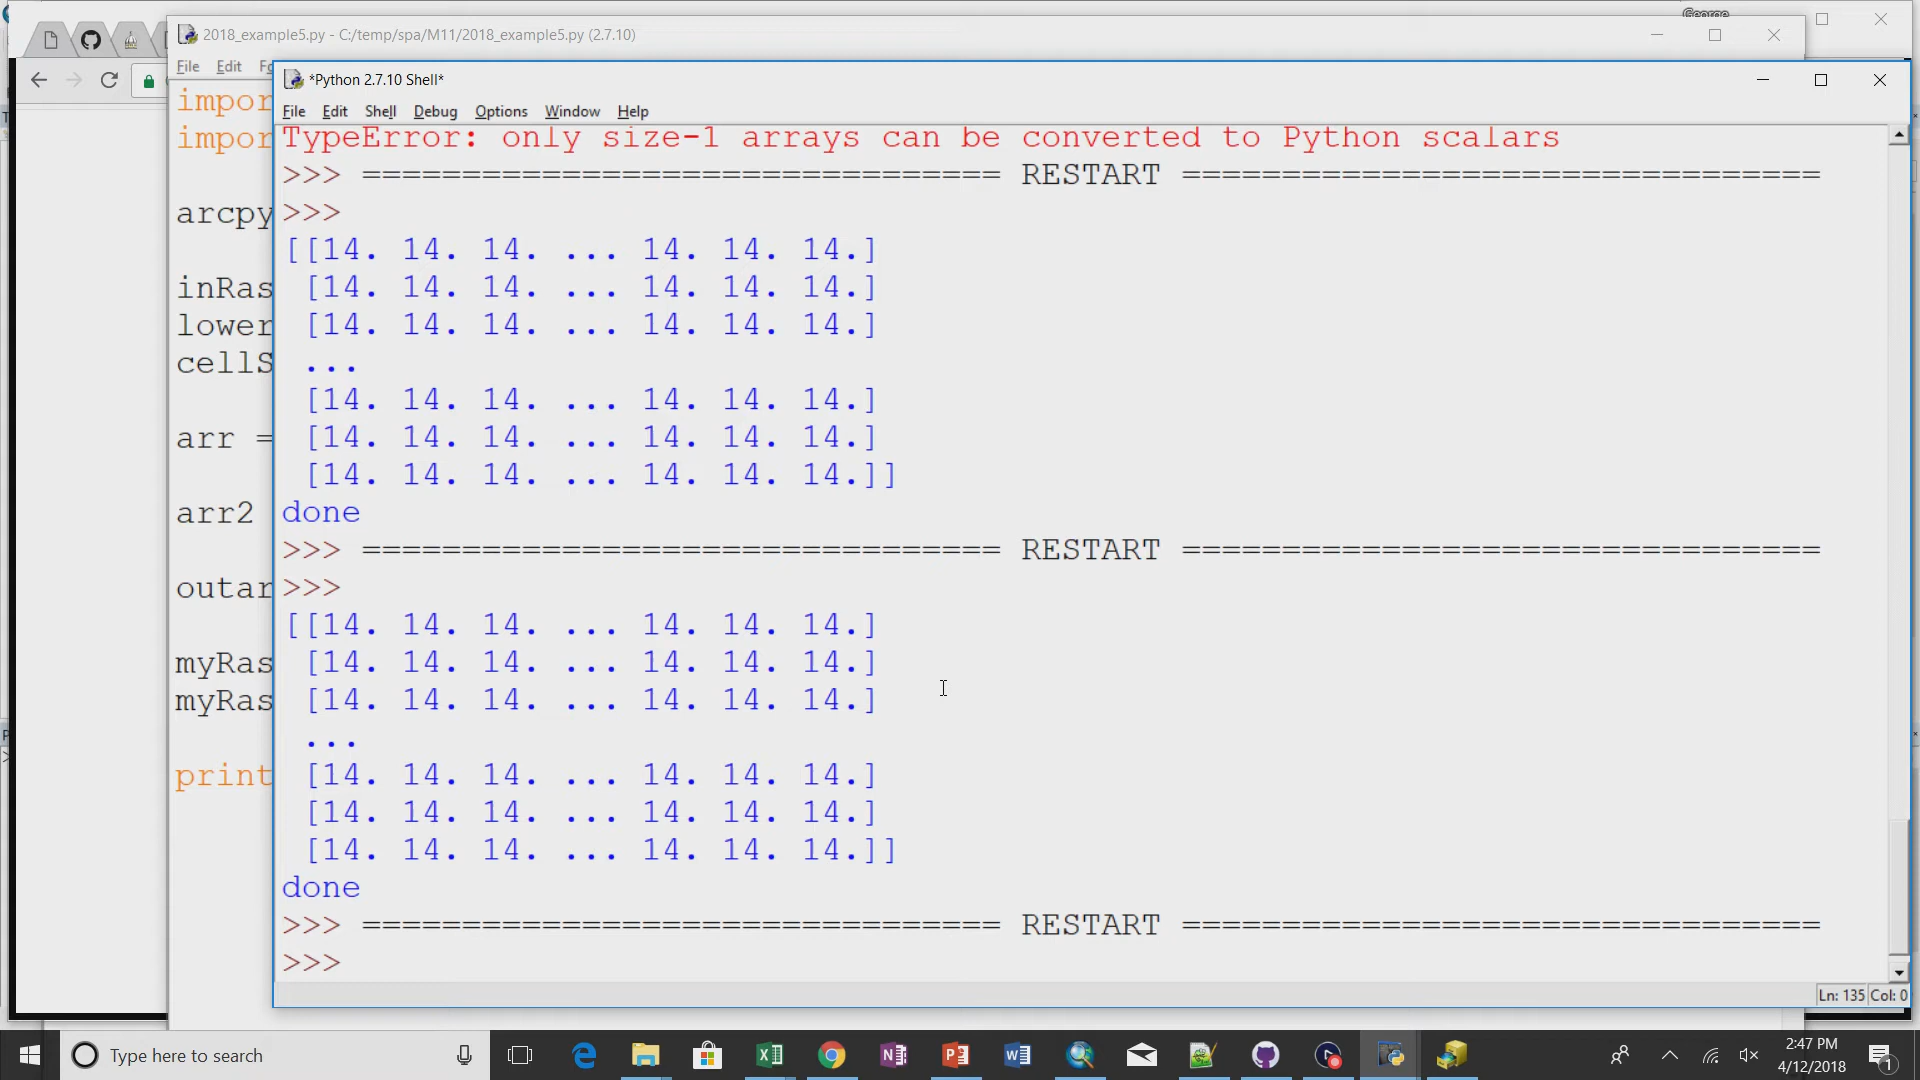 George
2018_example5.py - C:/temp/spa/M11/2018_example5.py (2.7.10)
File Edit
*Python 2.7.10 Shell*
File Edit Shell Debug Options Window Help
impor
impor
arcpy
inRas
lower
cellS
arr =
arr2
outar
myRas
myRas
print
TypeError: only size-1 arrays can be converted to Python scalars
>>> ================================ RESTART ================================
>>>
[[14. 14. 14. ... 14. 14. 14.]
[14. 14. 14. ... 14. 14. 14.]
[14. 14. 14. ... 14. 14. 14.]
...
[14. 14. 14. ... 14. 14. 14.]
[14. 14. 14. ... 14. 14. 14.]
[14. 14. 14. ... 14. 14. 14.]]
done
>>> ================================ RESTART ================================
>>>
[[14. 14. 14. ... 14. 14. 14.]
[14. 14. 14. ... 14. 14. 14.]
[14. 14. 14. ... 14. 14. 14.]
...
[14. 14. 14. ... 14. 14. 14.]
[14. 14. 14. ... 14. 14. 14.]
[14. 14. 14. ... 14. 14. 14.]]
done
>>> ================================ RESTART ================================
>>>
Ln: 135 Col: 0
Type here to search
2:47 PM
4/12/2018
1